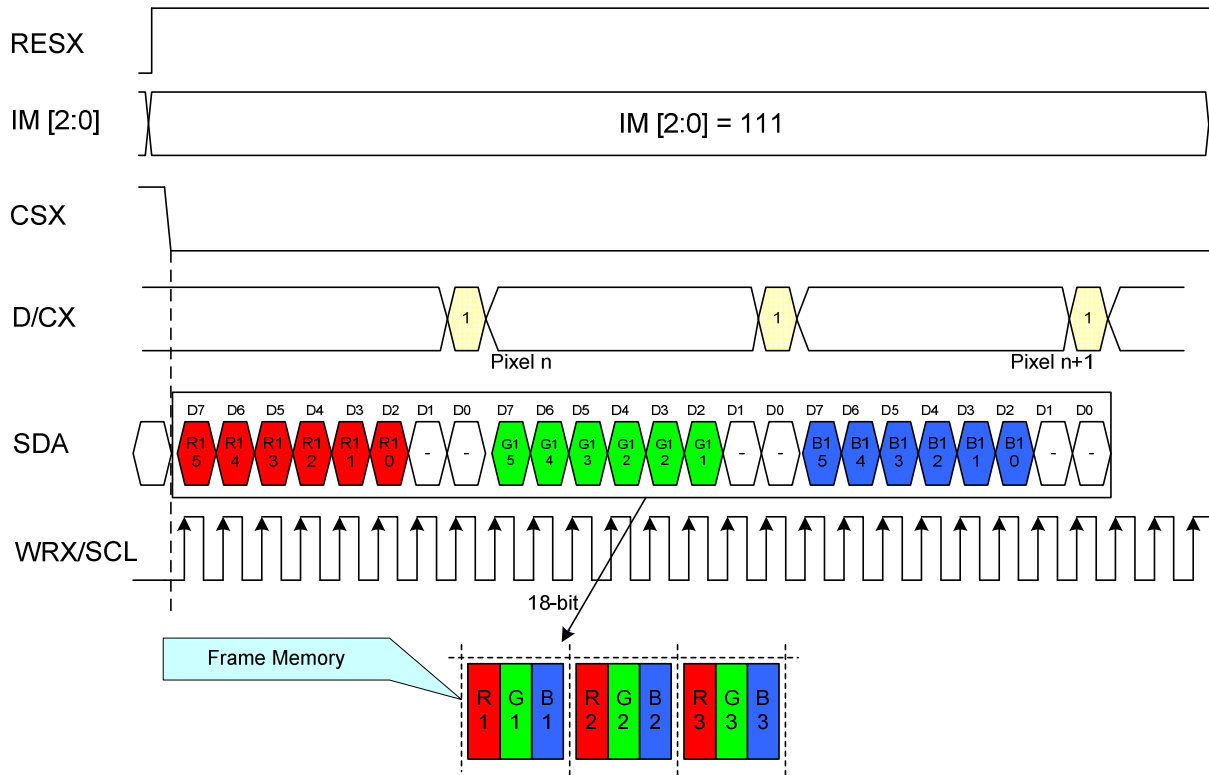 RESX
IM [2:0]
IM [2:0] = 111
CSX
D/CX
1 1 1
Pixel n Pixel n+1
D7 D6 D5 D4 D3 D2 D1 D0 D7 D6 D5 D4 D3 D2 D1 D0 D7 D6 D5 D4 D3 D2 D1 D0
SDA
R1 R1 R1 R1 R1 R1 - - G1 G1 G1 G1 G1 G1 - - B1 B1 B1 B1 B1 B1 - -
5 4 3 2 1 0 5 4 3 2 2 1 5 4 3 2 1 0
WRX/SCL
18-bit
Frame Memory
R G B R G B R G B
1 1 1 2 2 2 3 3 3